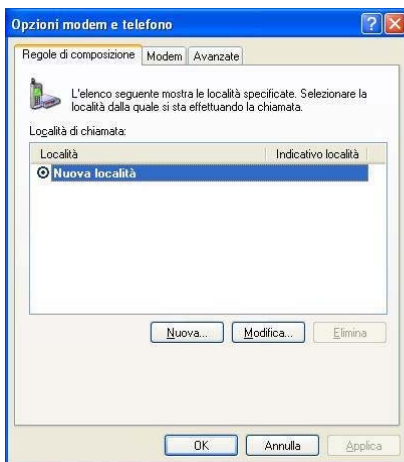 Opzioni modem e telefono
Regole di composizione Modem Avanzate
L'elenco seguente mostra le località specificate. Selezionare la
località dalla quale si sta effettuando la chiamata.
Località di chiamata:
Località Indicativo località
Nuova località
Nuova... Modifica... Elimina
OK Annulla Applica